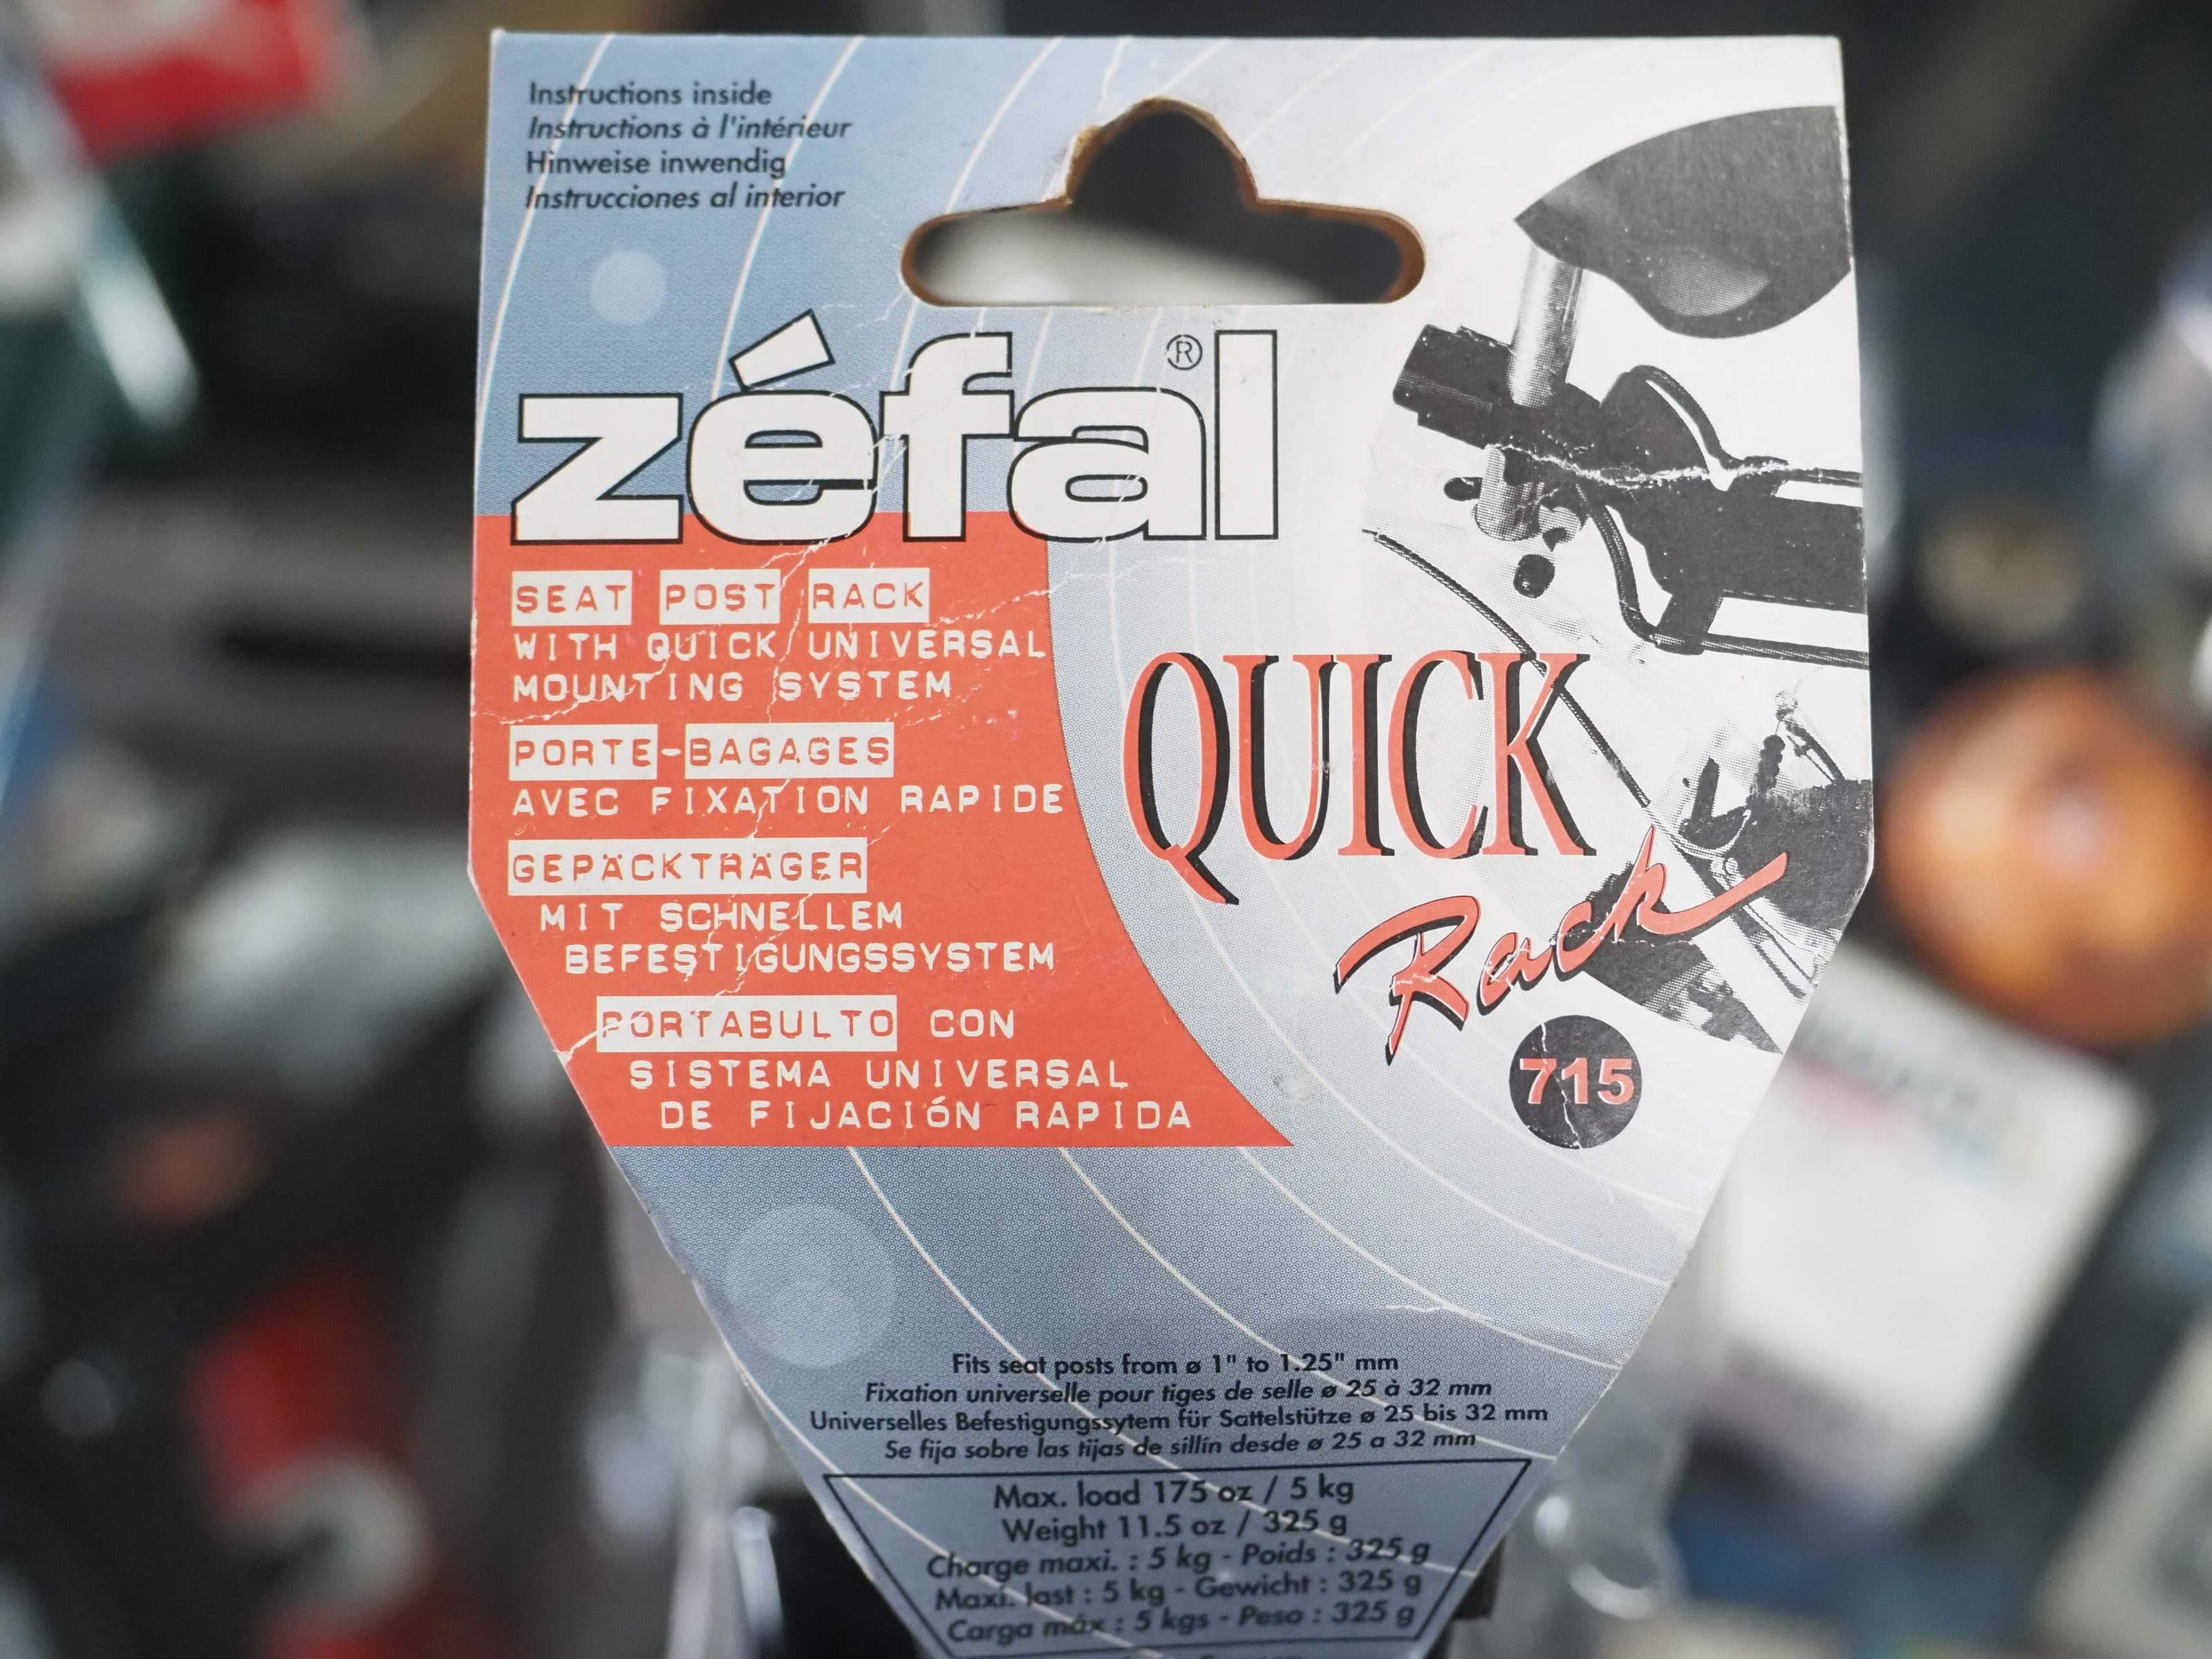 Instructions inside
Instructions à l'intérieur
Hinweise inwendig
Instrucciones al interior
zéfal®
SEAT POST RACK
WITH QUICK UNIVERSAL
MOUNTING SYSTEM
PORTE-BAGAGES
AVEC FIXATION RAPIDE
GEPÄCKTRÄGER
MIT SCHNELLEM
BEFESTIGUNGSSYSTEM
PORTABULTO CON
SISTEMA UNIVERSAL
DE FIJACIÓN RAPIDA
QUICK
Rack
715
Fits seat posts from ø 1" to 1.25" mm
Fixation universelle pour tiges de selle ø 25 à 32 mm
Universelles Befestigungssytem für Sattelstütze ø 25 bis 32 mm
Se fija sobre las tijas de sillín desde ø 25 a 32 mm
Max. load 175 oz / 5 kg
Weight 11.5 oz / 325 g
Charge maxi. : 5 kg - Poids : 325 g
Maxi. last : 5 kg - Gewicht : 325 g
Carga máx : 5 kgs - Peso : 325 g